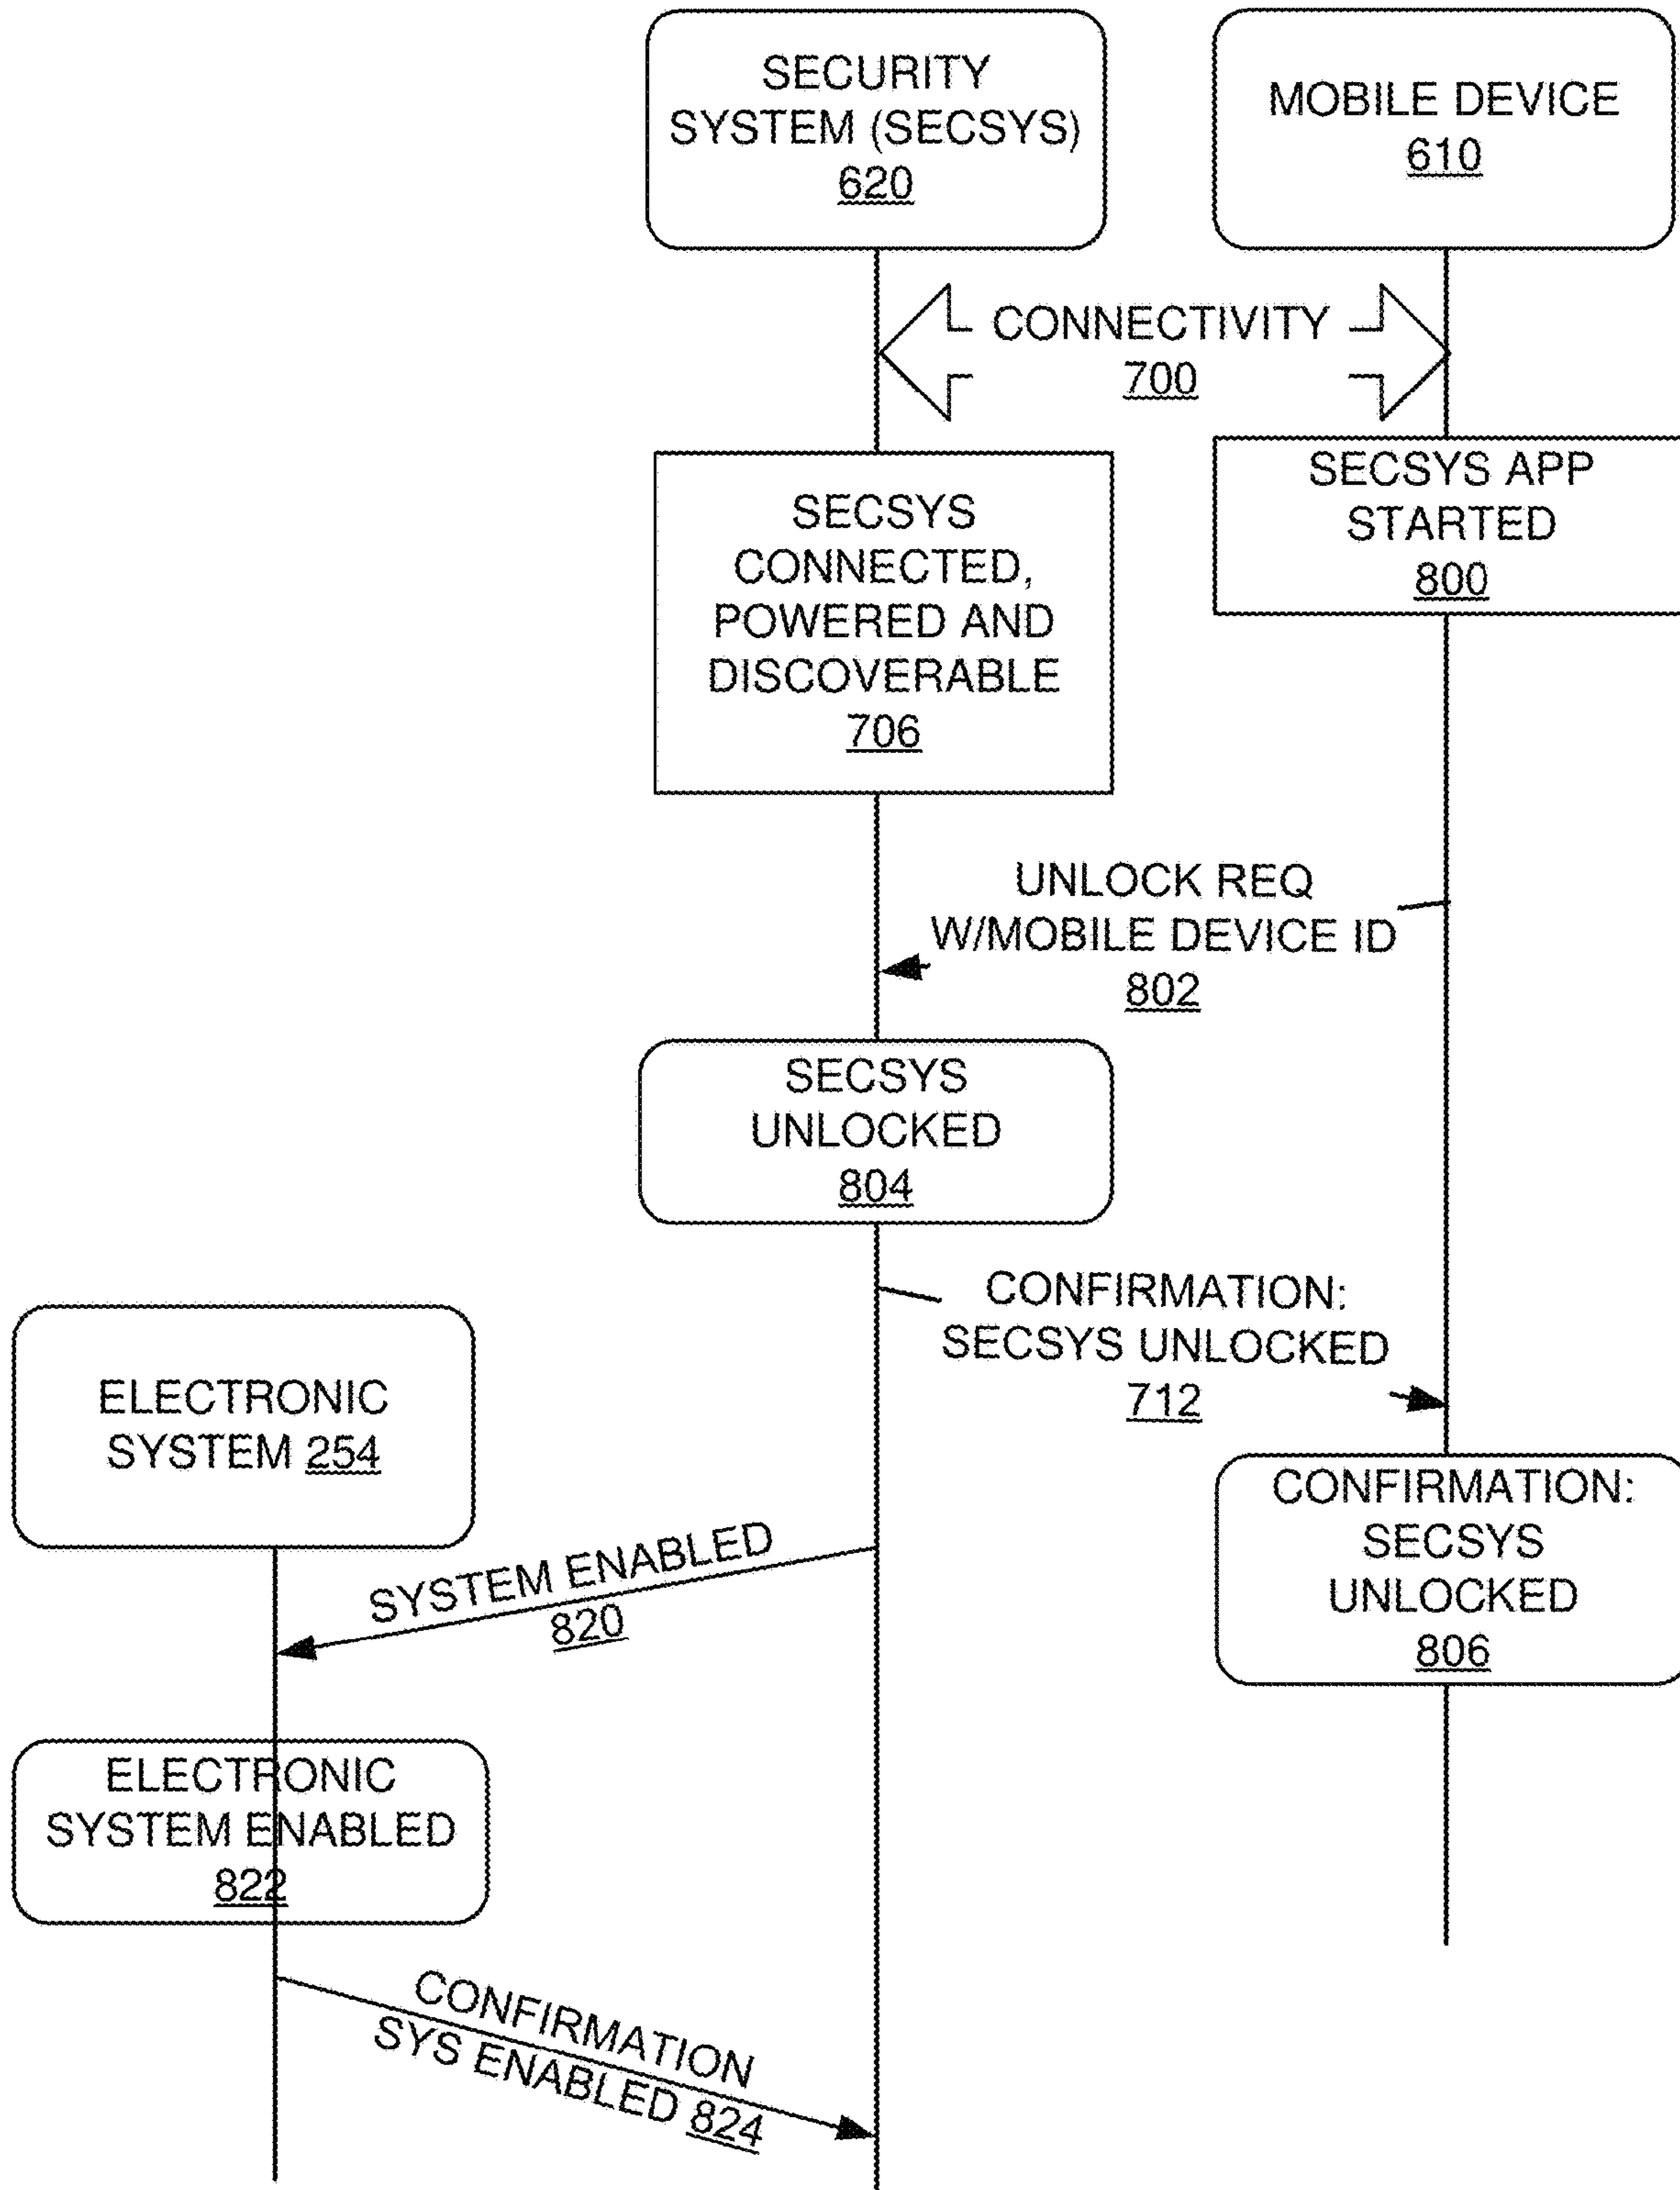 SECURITY
SYSTEM (SECSYS)
620
MOBILE DEVICE
610
CONNECTIVITY
700
SECSYS
CONNECTED,
POWERED AND
DISCOVERABLE
706
SECSYS APP
STARTED
800
UNLOCK REQ
W/MOBILE DEVICE ID
802
SECSYS
UNLOCKED
804
CONFIRMATION:
SECSYS UNLOCKED
712
ELECTRONIC
SYSTEM 254
CONFIRMATION:
SECSYS
UNLOCKED
806
SYSTEM ENABLED
820
ELECTRONIC
SYSTEM ENABLED
822
CONFIRMATION
SYS ENABLED 824